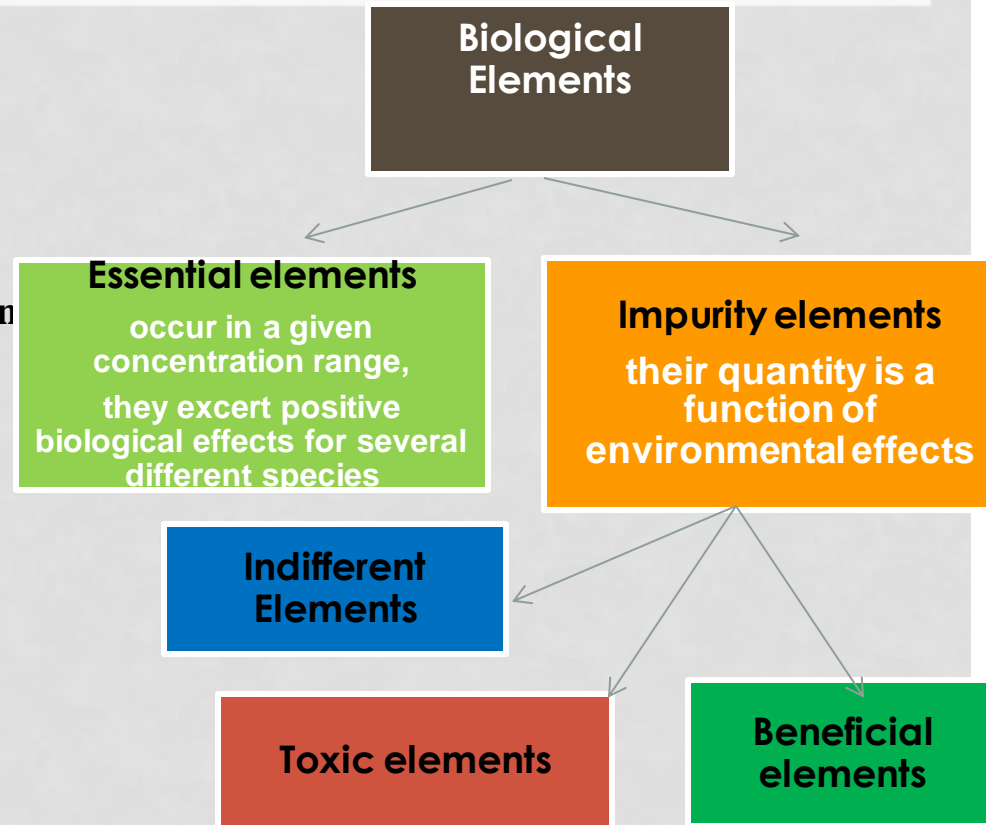 Biological
Elements
Essential elements
occur in a given
concentration range,
they excert positive
biological effects for several
different species
Impurity elements
their quantity is a
function of
environmental effects
Indifferent
Elements
Toxic elements
Beneficial
elements